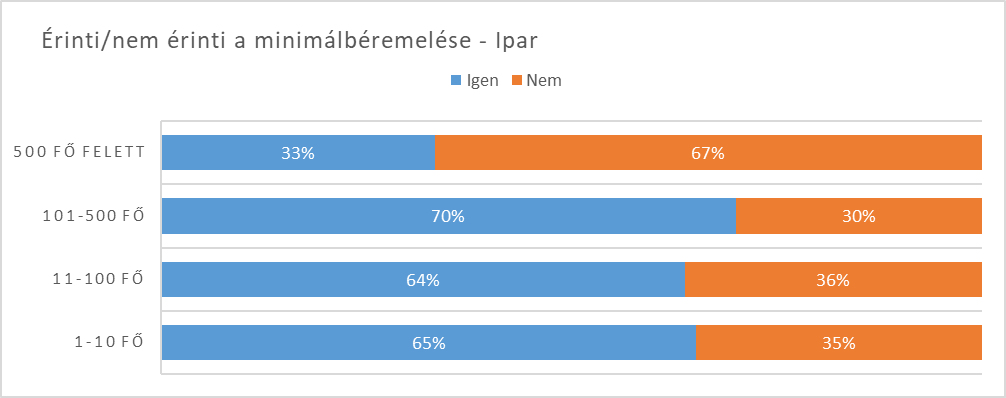 Érinti/nem érinti a minimálbéremelése - Ipar
Igen Nem
500 FŐ FELETT 33% 67%
101-500 FŐ 70% 30%
11-100 FŐ 64% 36%
1-10 FŐ 65% 35%